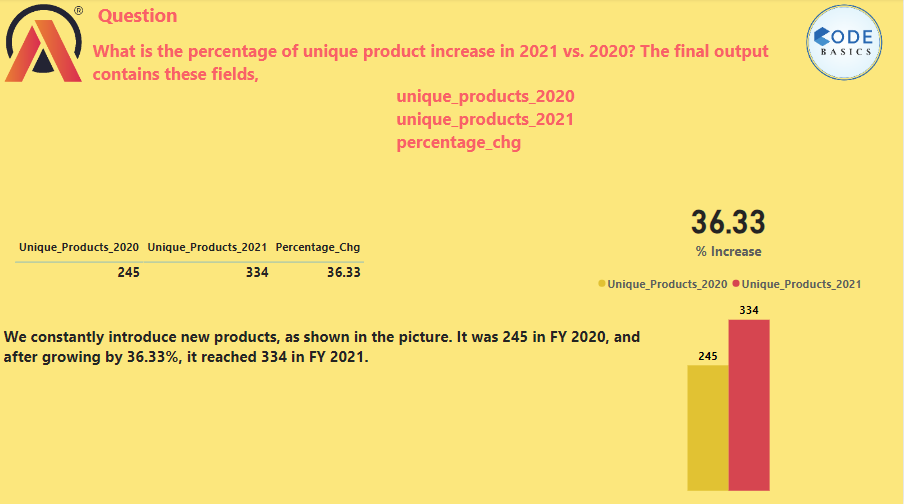 ®
Question
What is the percentage of unique product increase in 2021 vs. 2020? The final output
contains these fields,
unique_products_2020
unique_products_2021
percentage_chg
CODE
BASICS
Unique_Products_2020 Unique_Products_2021 Percentage_Chg
245 334 36.33
We constantly introduce new products, as shown in the picture. It was 245 in FY 2020, and
after growing by 36.33%, it reached 334 in FY 2021.
36.33
% Increase
Unique_Products_2020 Unique_Products_2021
334
245